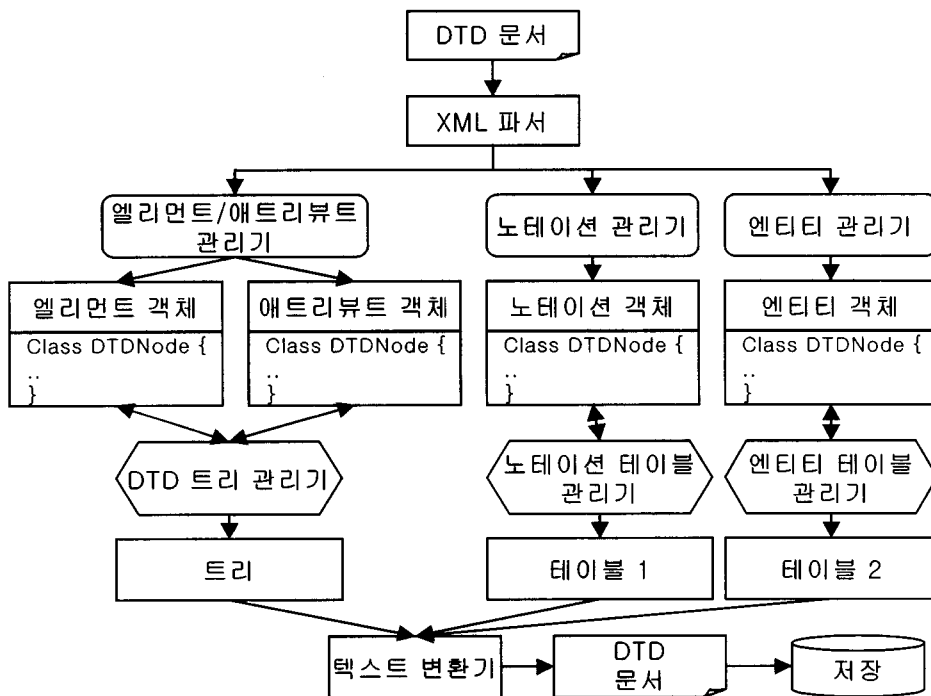 DTD 문서
XML 파서
엘리먼트/애트리뷰트
관리기
노테이션 관리기
엔티티 관리기
엘리먼트 객체
Class DTDNode {
..
}
애트리뷰트 객체
Class DTDNode {
..
}
노테이션 객체
Class DTDNode {
..
}
엔티티 객체
Class DTDNode {
..
}
DTD 트리 관리기
노테이션 테이블
관리기
엔티티 테이블
관리기
트리
테이블 1
테이블 2
텍스트 변환기
DTD
문서
저장